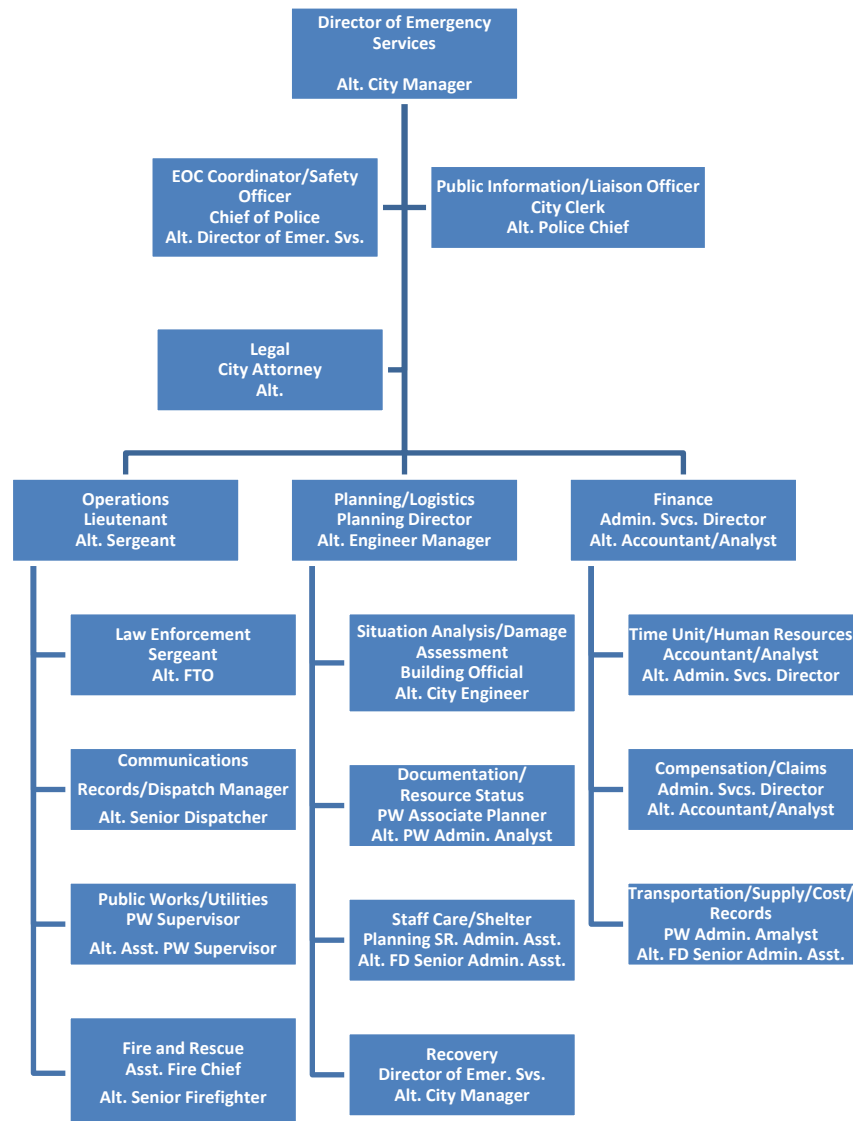 Director of Emergency
Services
Alt. City Manager
EOC Coordinator/Safety
Officer
Chief of Police
Alt. Director of Emer. Svs.
Public Information/Liaison Officer
City Clerk
Alt. Police Chief
Legal
City Attorney
Alt.
Operations
Lieutenant
Alt. Sergeant
Planning/Logistics
Planning Director
Alt. Engineer Manager
Finance
Admin. Svcs. Director
Alt. Accountant/Analyst
Law Enforcement
Sergeant
Alt. FTO
Communications
Records/Dispatch Manager
Alt. Senior Dispatcher
Public Works/Utilities
PW Supervisor
Alt. Asst. PW Supervisor
Fire and Rescue
Asst. Fire Chief
Alt. Senior Firefighter
Situation Analysis/Damage
Assessment
Building Official
Alt. City Engineer
Documentation/
Resource Status
PW Associate Planner
Alt. PW Admin. Analyst
Staff Care/Shelter
Planning SR. Admin. Asst.
Alt. FD Senior Admin. Asst.
Recovery
Director of Emer. Svs.
Alt. City Manager
Time Unit/Human Resources
Accountant/Analyst
Alt. Admin. Svcs. Director
Compensation/Claims
Admin. Svcs. Director
Alt. Accountant/Analyst
Transportation/Supply/Cost/
Records
PW Admin. Amalyst
Alt. FD Senior Admin. Asst.